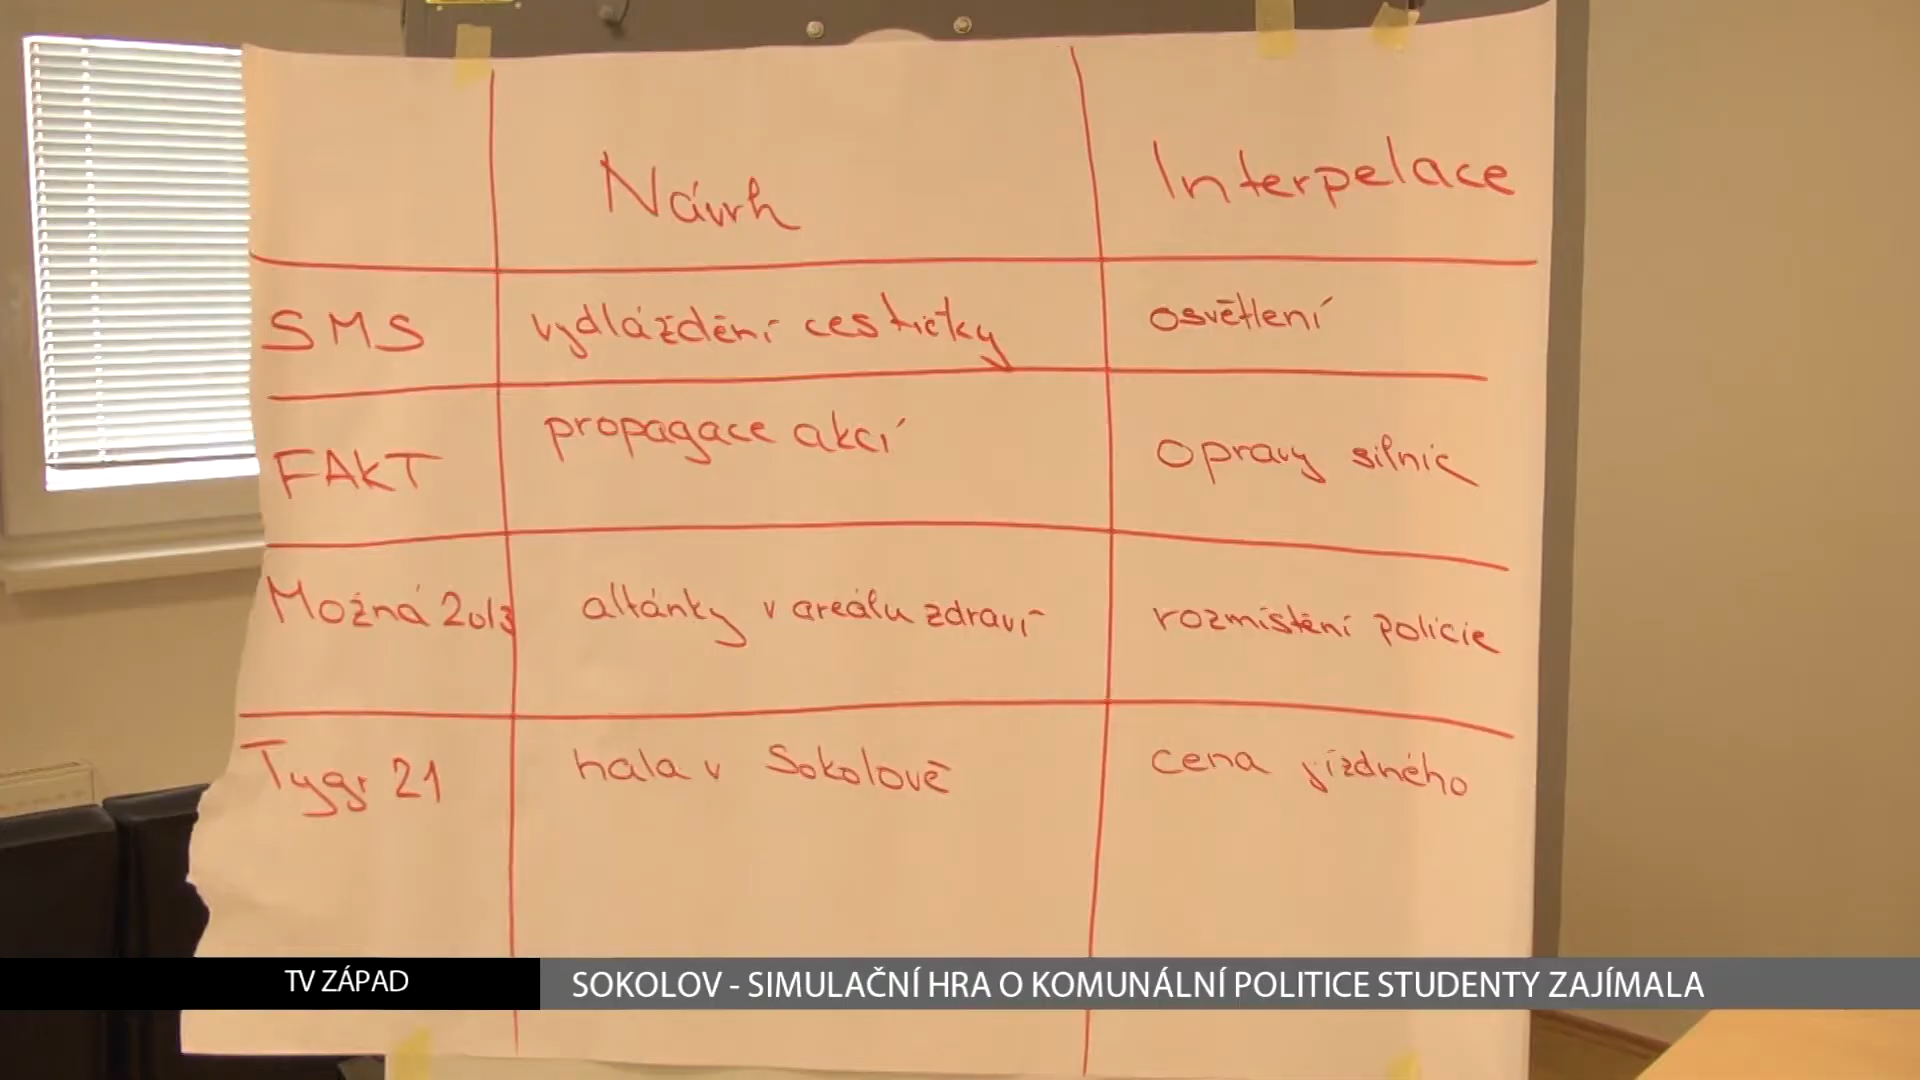 Návrh Interpelace
SMS vydláždění cestičky osvětlení
FAKT propagace akcí opravy silnic
Možná 2013 altánky v areálu zdraví rozmístění policie
Tygr 21 hala v Sokolově cena jízdného
TV ZÁPAD SOKOLOV - SIMULAČNÍ HRA O KOMUNÁLNÍ POLITICE STUDENTY ZAJÍMALA